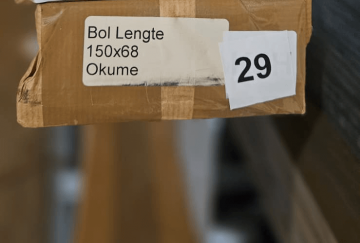 Bol Lengte
150x68
Okume
29